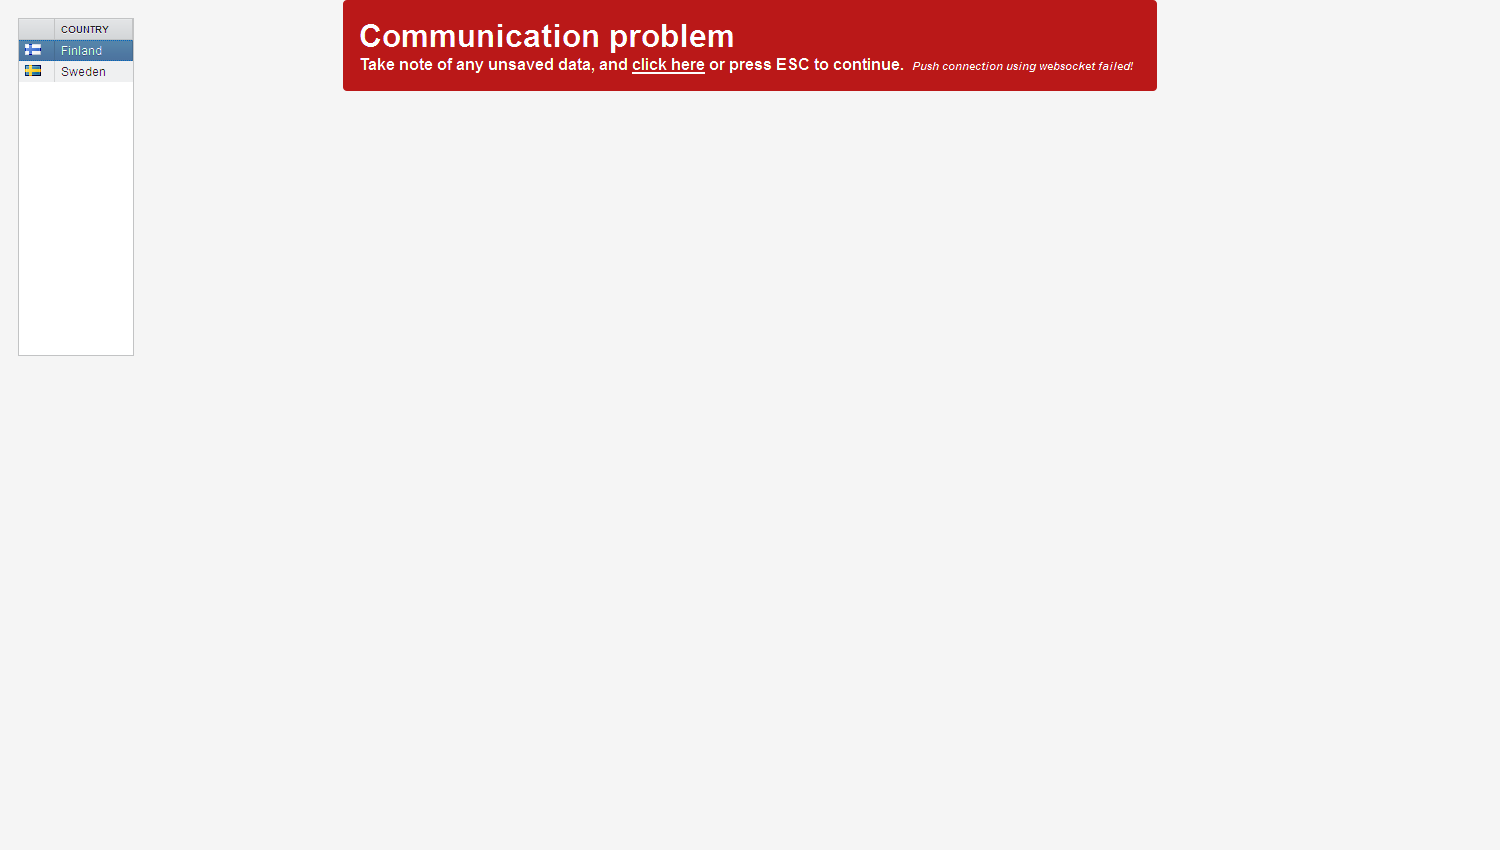 COUNTRY
Finland
Sweden
Communication problem
Take note of any unsaved data, and click here or press ESC to continue. Push connection using websocket failed!